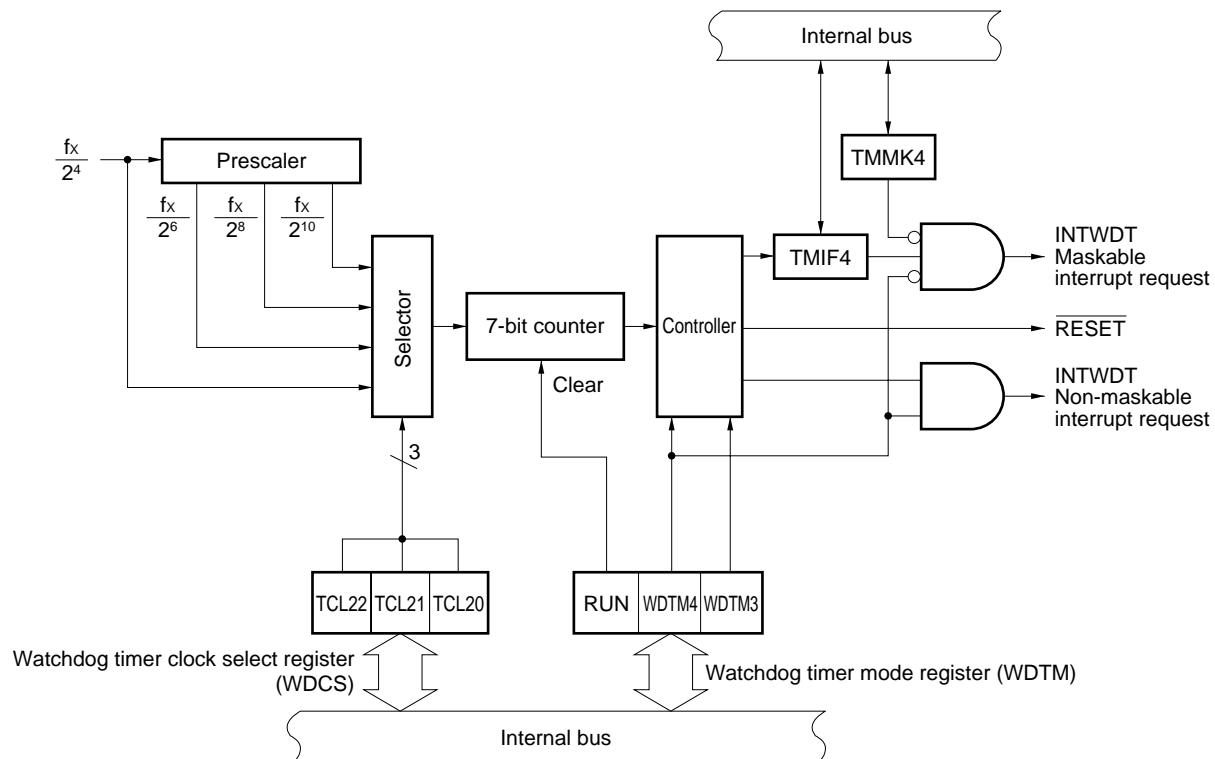 Internal bus
fX
2⁴
Prescaler
TMMK4
fX
2⁶
fX
2⁸
fX
2¹⁰
INTWDT
Maskable
interrupt request
TMIF4
Selector
7-bit counter
Controller
RESET
Clear
INTWDT
Non-maskable
interrupt request
3
TCL22 TCL21 TCL20
RUN WDTM4 WDTM3
Watchdog timer clock select register
(WDCS)
Watchdog timer mode register (WDTM)
Internal bus